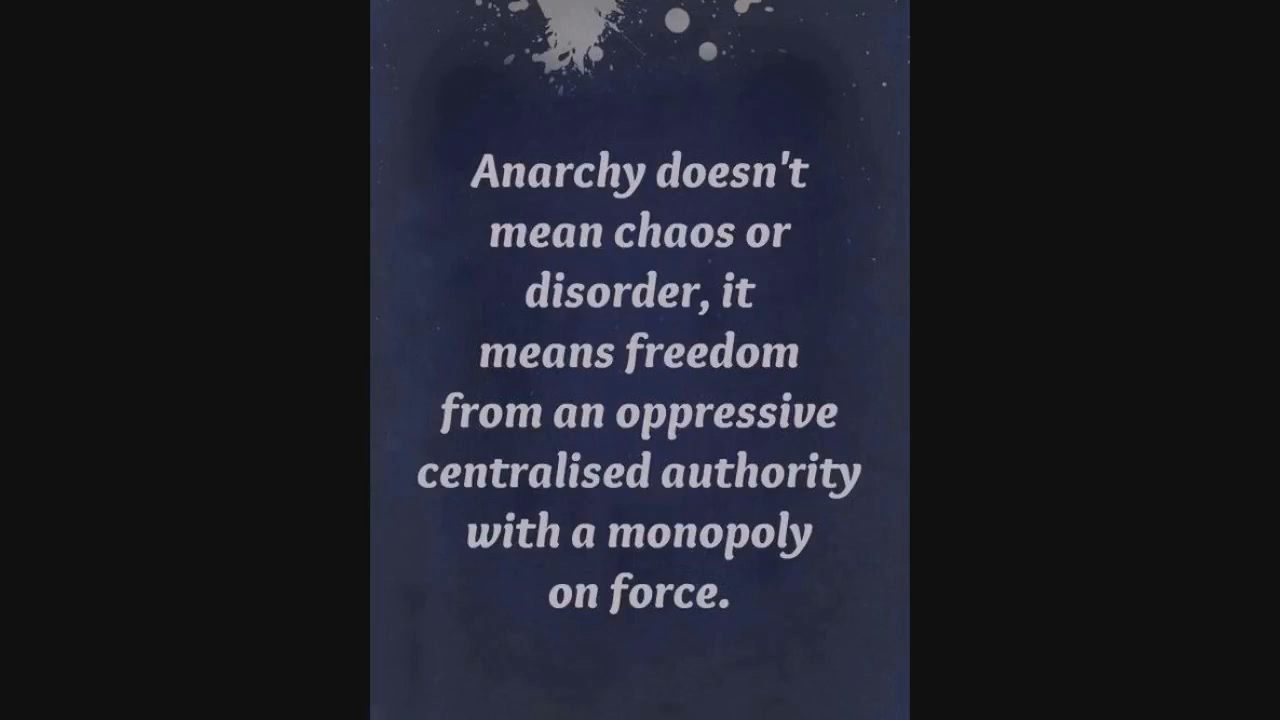 Anarchy doesn't
mean chaos or
disorder, it
means freedom
from an oppressive
centralised authority
with a monopoly
on force.